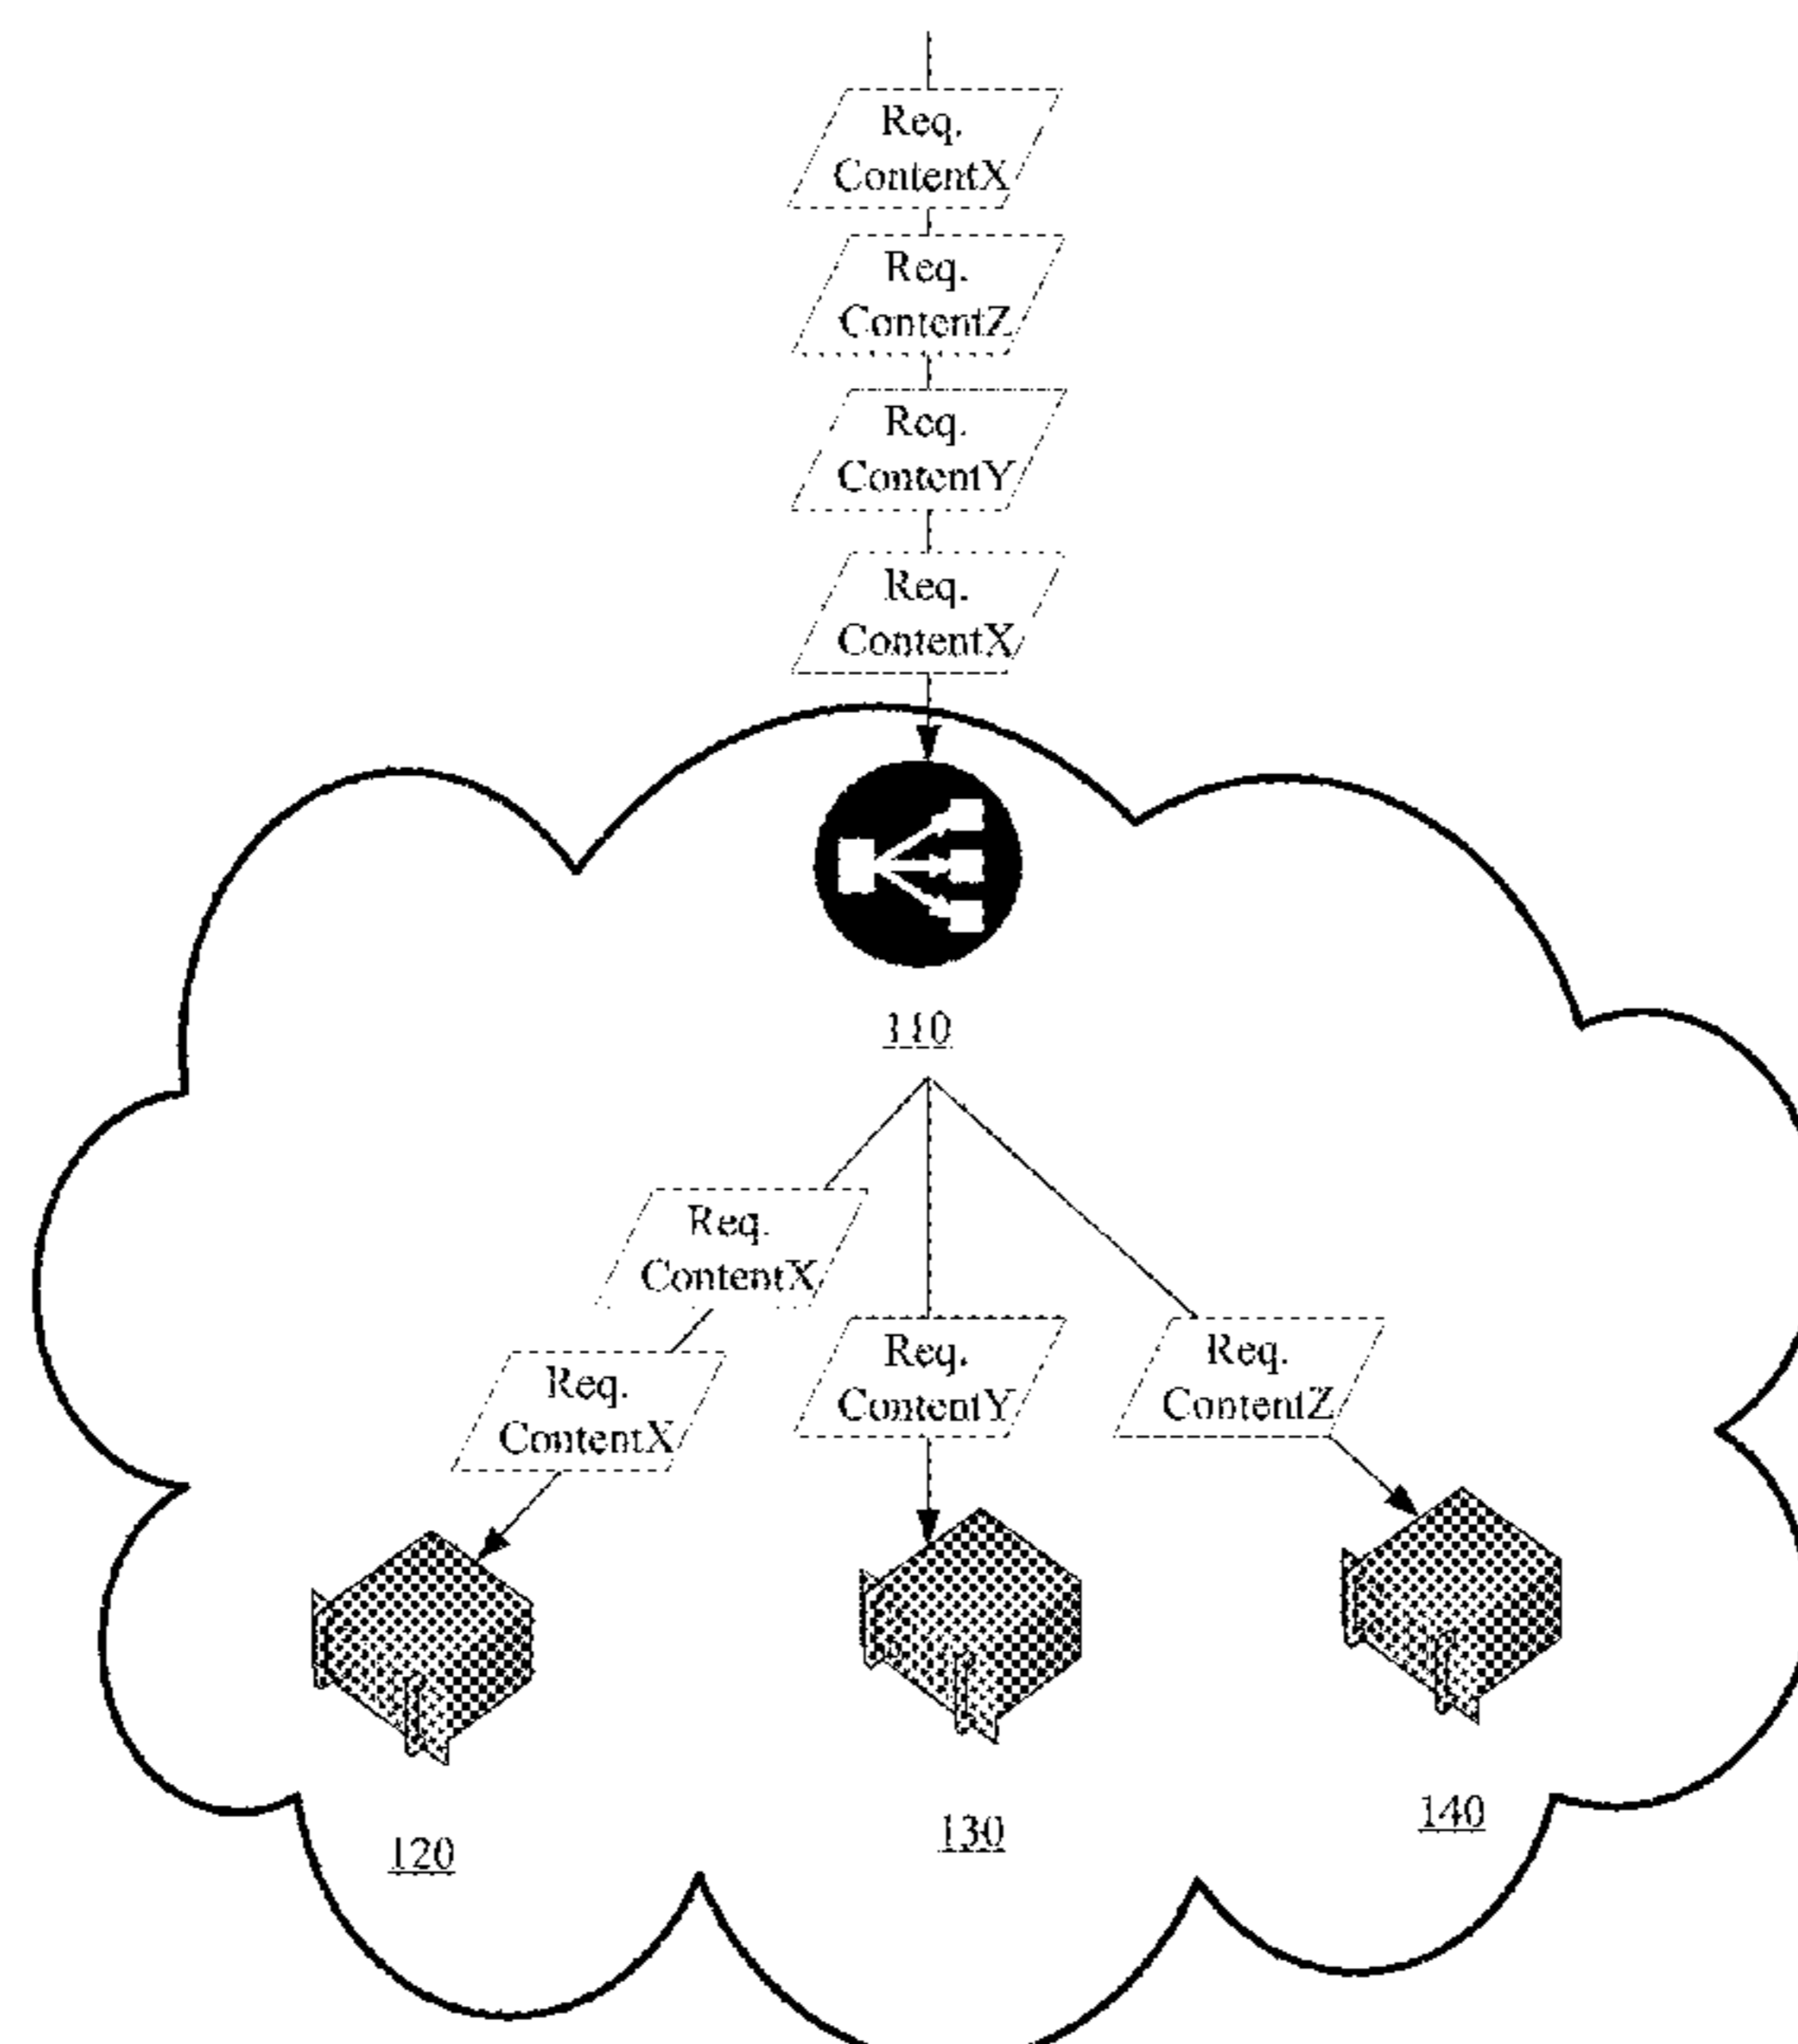 Req.
ContentX
Req.
ContentZ
Req.
ContentY
Req.
ContentX
110
Req.
ContentX
Req.
ContentX
Req.
ContentY
Req.
ContentZ
120
130
140